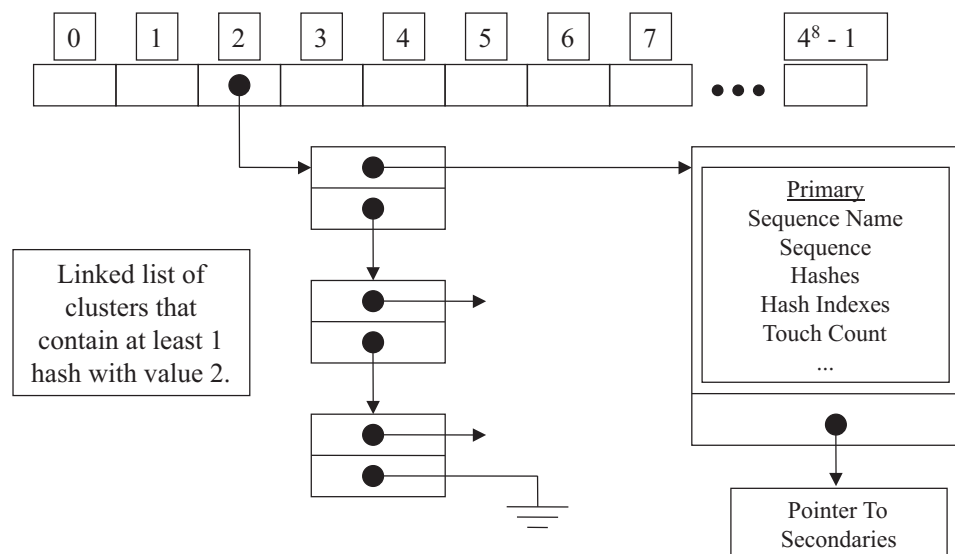 0 1 2 3 4 5 6 7 4⁸ - 1
Primary
Sequence Name
Sequence
Hashes
Hash Indexes
Touch Count
...
Linked list of
clusters that
contain at least 1
hash with value 2.
Pointer To
Secondaries